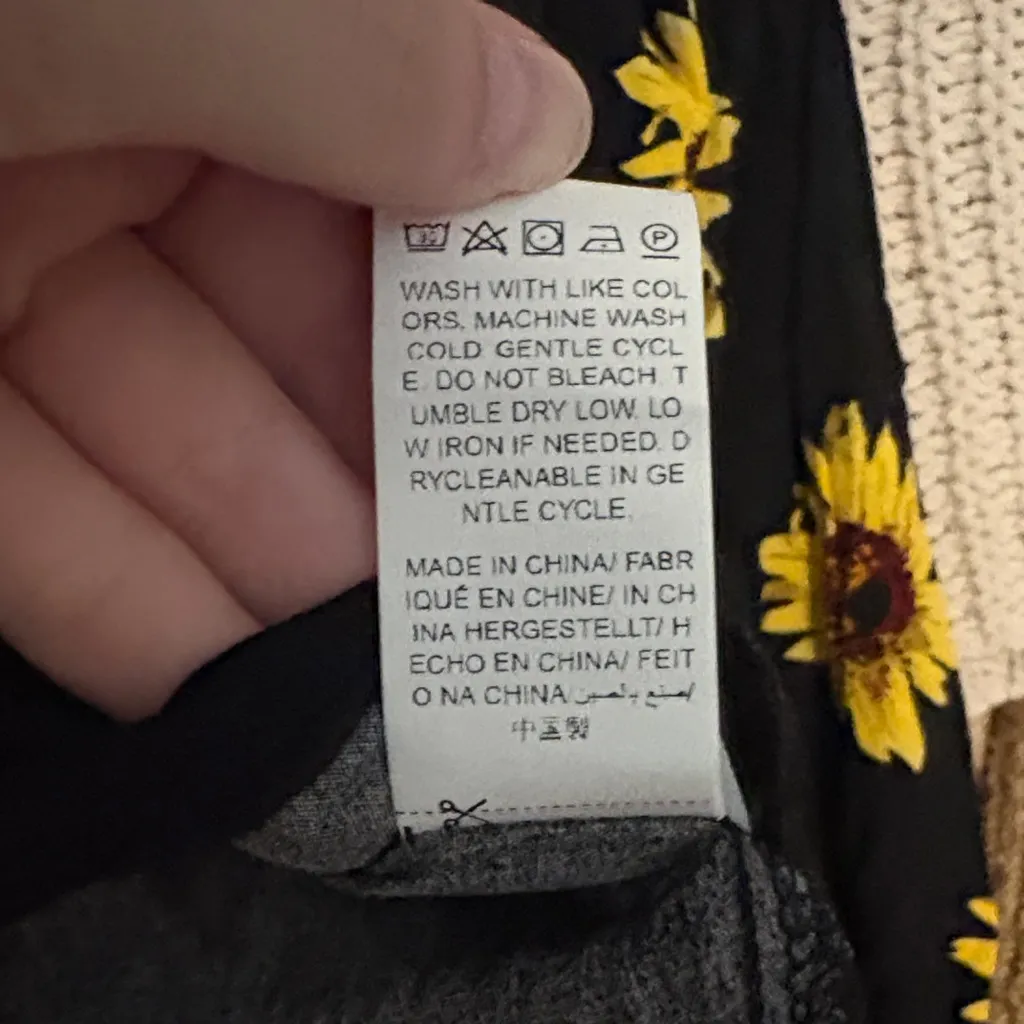 30 P
WASH WITH LIKE COL
ORS. MACHINE WASH
COLD. GENTLE CYCL
E. DO NOT BLEACH. T
UMBLE DRY LOW. LO
W IRON IF NEEDED. D
RYCLEANABLE IN GE
NTLE CYCLE.
MADE IN CHINA/ FABR
IQUÉ EN CHINE/ IN CH
INA HERGESTELLT/ H
ECHO EN CHINA/ FEIT
O NA CHINA/
中国製